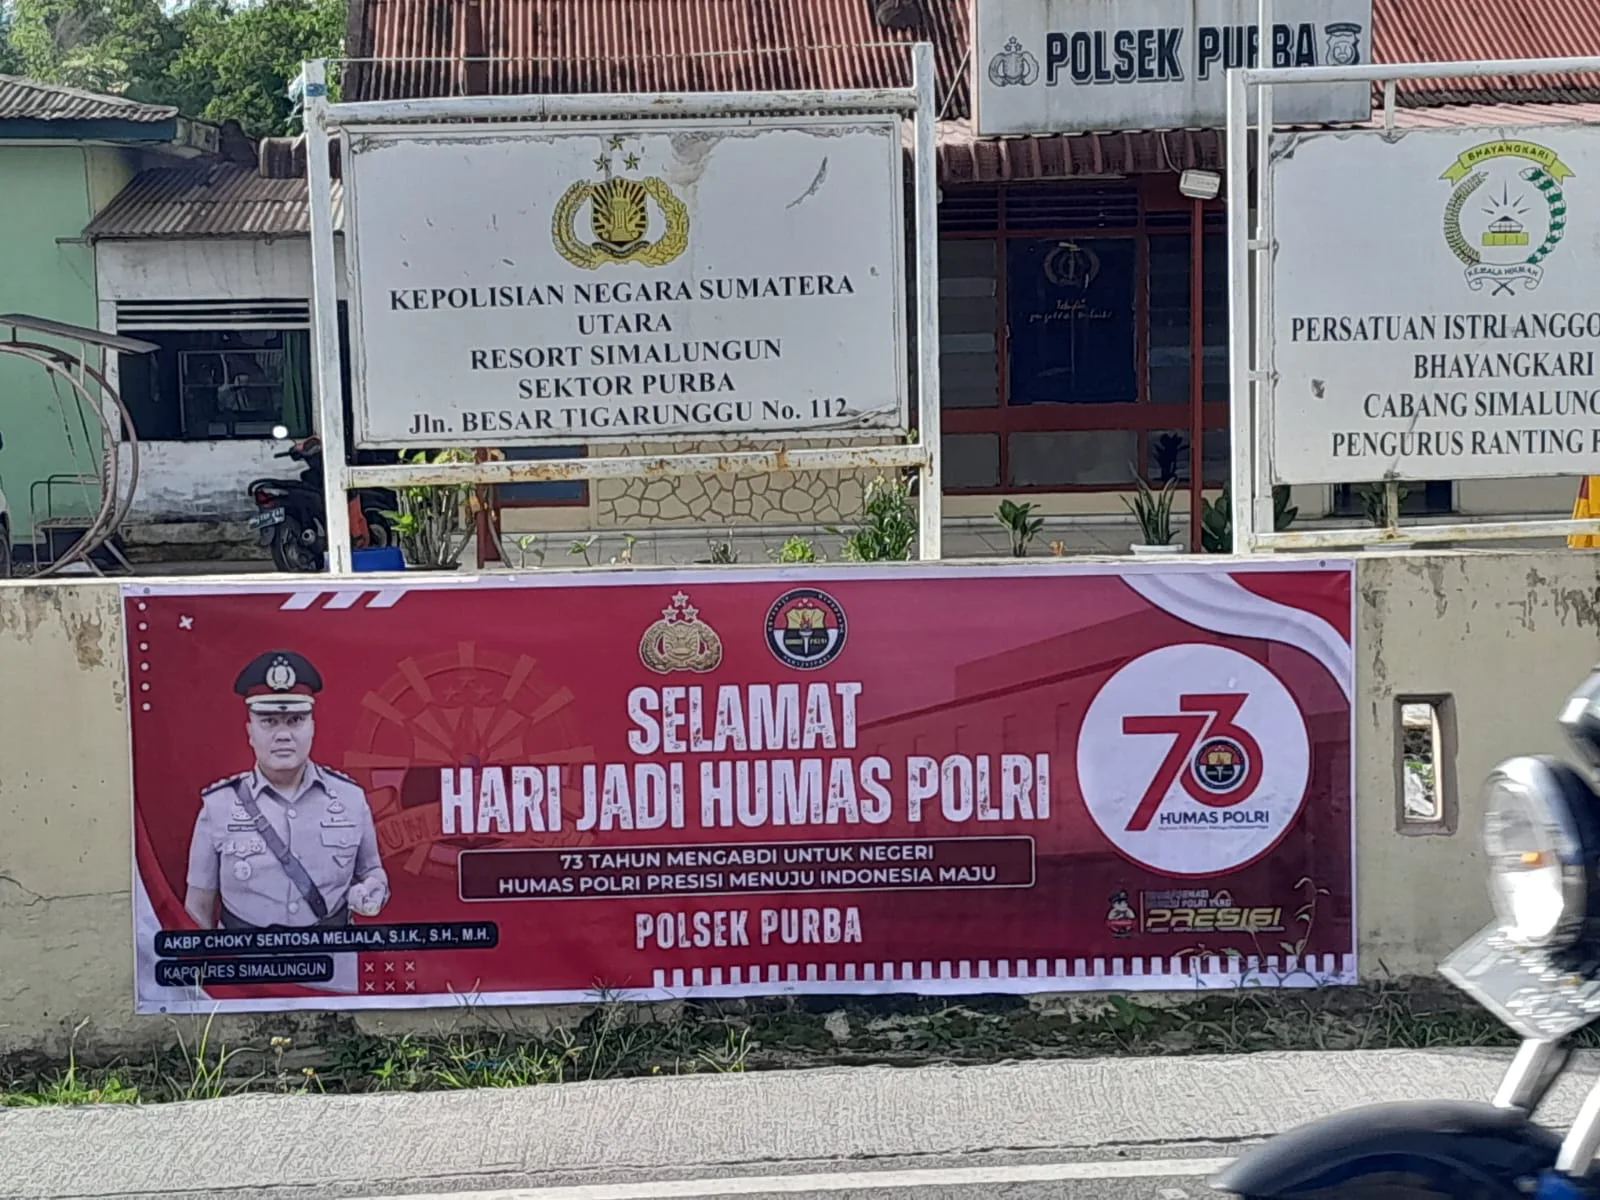 POLSEK PURBA
KEPOLISIAN NEGARA SUMATERA
UTARA
RESORT SIMALUNGUN
SEKTOR PURBA
Jln. BESAR TIGARUNGGU No. 112
BHAYANGKARI
KEMALA HIKMAH
PERSATUAN ISTRI ANGGO
BHAYANGKARI
CABANG SIMALUNG
PENGURUS RANTING P
SELAMAT
HARI JADI HUMAS POLRI
73 TAHUN MENGABDI UNTUK NEGERI
HUMAS POLRI PRESISI MENUJU INDONESIA MAJU
POLSEK PURBA
AKBP CHOKY SENTOSA MELIALA, S.I.K., S.H., M.H.
KAPOLRES SIMALUNGUN
73
HUMAS POLRI
PRESISI